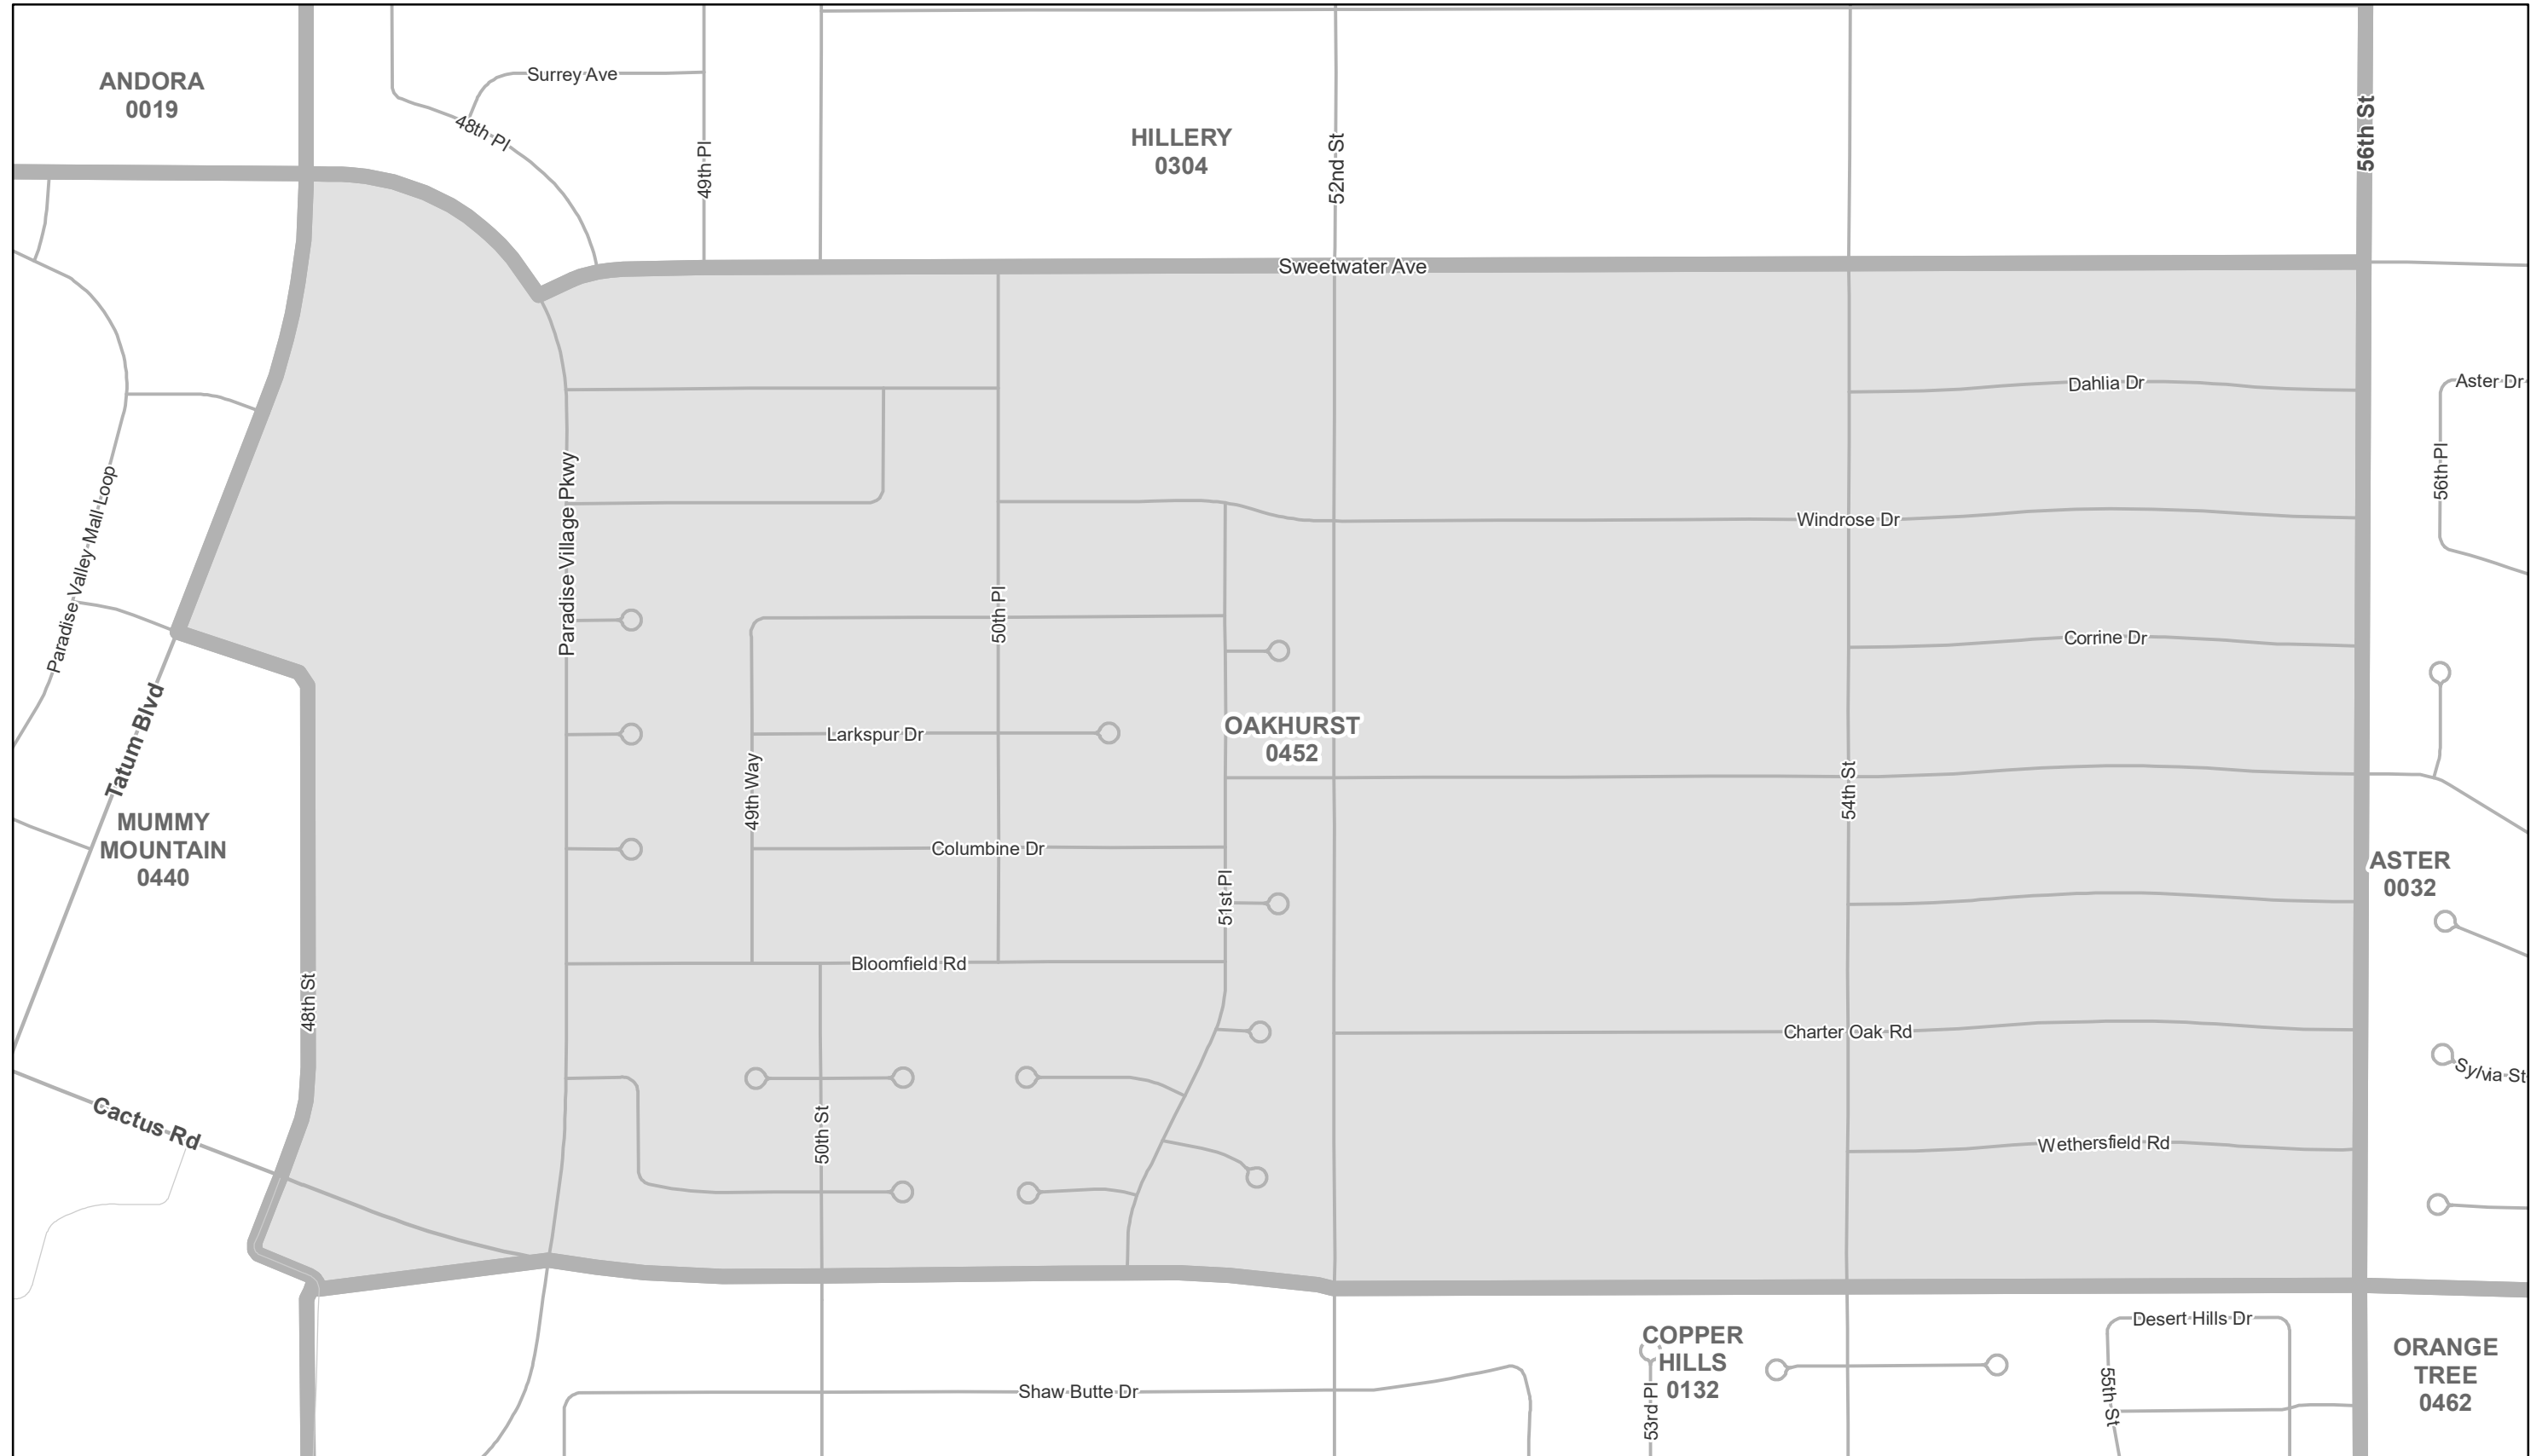 ANDORA
0019
Surrey Ave
48th Pl
49th Pl
HILLERY
0304
52nd St
56th St
Sweetwater Ave
Dahlia Dr
Aster Dr
56th Pl
Paradise Village Pkwy
Paradise Valley Mall Loop
Windrose Dr
50th Pl
Corrine Dr
Tatum Blvd
Larkspur Dr
OAKHURST
0452
49th Way
54th St
MUMMY
MOUNTAIN
0440
Columbine Dr
51st Pl
ASTER
0032
Bloomfield Rd
48th St
Charter Oak Rd
Sylvia St
Cactus Rd
50th St
Wethersfield Rd
Desert Hills Dr
COPPER
HILLS
0132
ORANGE
TREE
0462
Shaw Butte Dr
53rd Pl
55th St